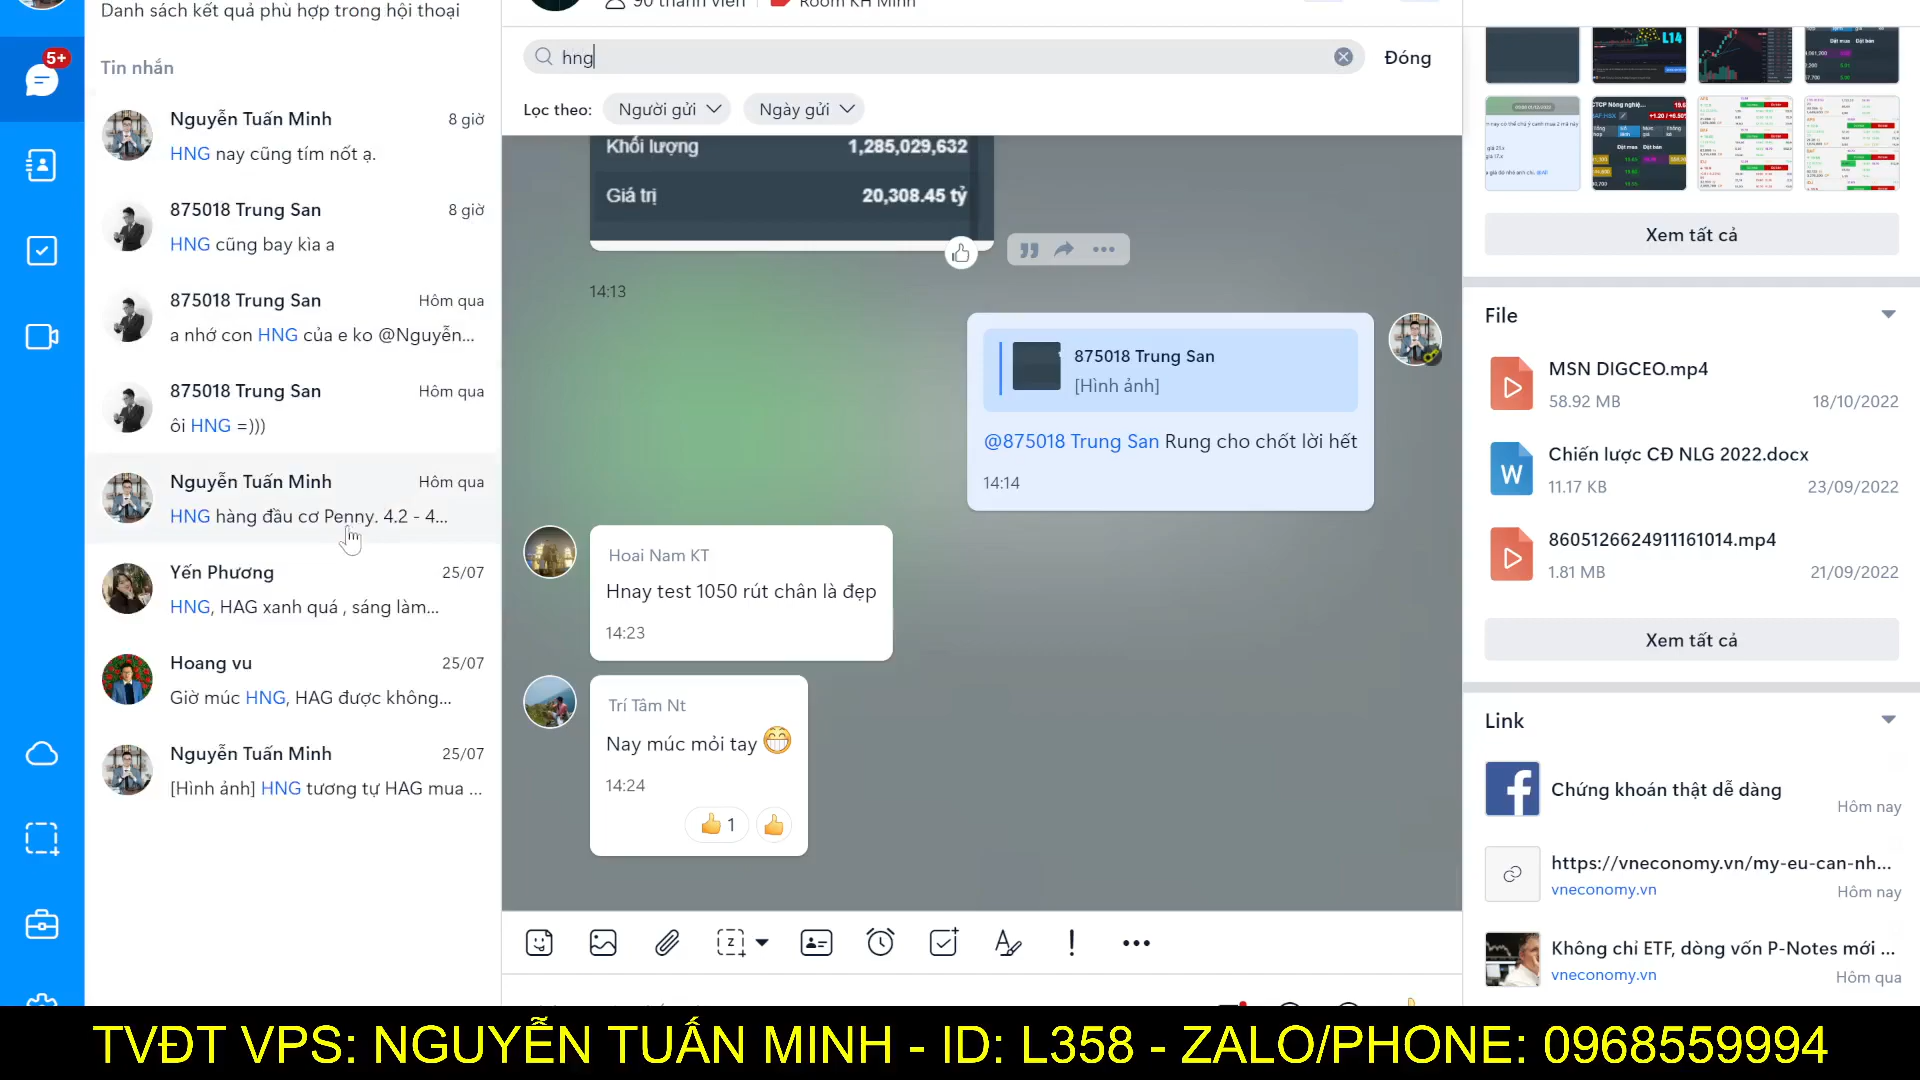 Danh sách kết quả phù hợp trong hội thoại
5+
Tin nhắn
Nguyễn Tuấn Minh
8 giờ
HNG nay cũng tím nốt ạ.
875018 Trung San
8 giờ
HNG cũng bay kìa a
875018 Trung San
Hôm qua
a nhớ con HNG của e ko @Nguyễn...
875018 Trung San
Hôm qua
ôi HNG =)))
Nguyễn Tuấn Minh
Hôm qua
HNG hàng đầu cơ Penny. 4.2 - 4...
Yến Phương
25/07
HNG, HAG xanh quá , sáng làm...
Hoang vu
25/07
Giờ múc HNG, HAG được không...
Nguyễn Tuấn Minh
25/07
[Hình ảnh] HNG tương tự HAG mua ...
90 thành viên
Room KH Minh
hng
Đóng
Lọc theo:
Người gửi
Ngày gửi
Khối lượng
1,285,029,632
Giá trị
20,308.45 tỷ
14:13
875018 Trung San
[Hình ảnh]
@875018 Trung San Rung cho chốt lời hết
14:14
Hoai Nam KT
Hnay test 1050 rút chân là đẹp
14:23
Trí Tâm Nt
Nay múc mỏi tay
14:24
1
L14
Xem tất cả
File
MSN DIGCEO.mp4
58.92 MB
18/10/2022
W
Chiến lược CĐ NLG 2022.docx
11.17 KB
23/09/2022
8605126624911161014.mp4
1.81 MB
21/09/2022
Xem tất cả
Link
Chứng khoán thật dễ dàng
Hôm nay
https://vneconomy.vn/my-eu-can-nh...
vneconomy.vn
Hôm nay
Không chỉ ETF, dòng vốn P-Notes mới ...
vneconomy.vn
Hôm qua
TVĐT VPS: NGUYỄN TUẤN MINH - ID: L358 - ZALO/PHONE: 0968559994